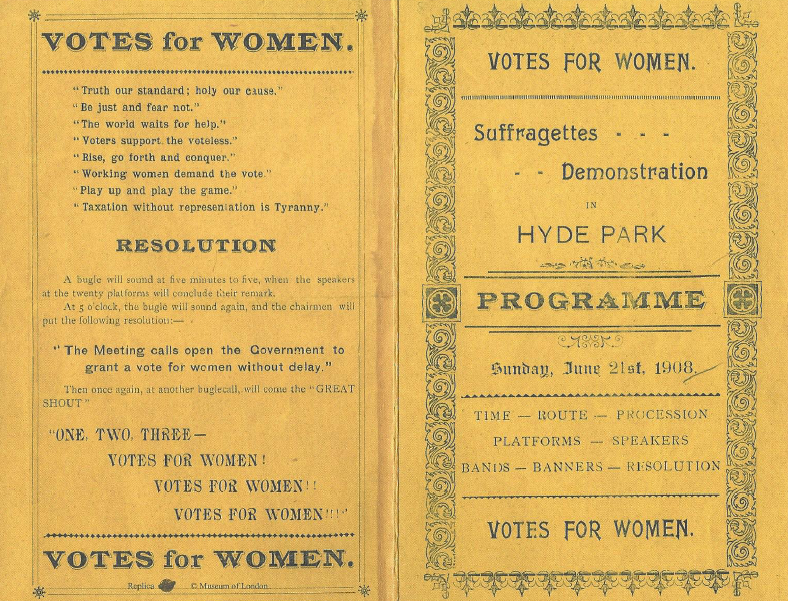 VOTES for WOMEN.
"Truth our standard; holy our cause."
"Be just and fear not."
"The world waits for help."
"Voters support the voteless."
"Rise, go forth and conquer."
"Working women demand the vote."
"Play up and play the game."
"Taxation without representation is Tyranny."
RESOLUTION
A bugle will sound at five minutes to five, when the speakers
at the twenty platforms will conclude their remark.
At 5 o'clock, the bugle will sound again, and the chairmen will
put the following resolution:—
"The Meeting calls open the Government to
grant a vote for women without delay."
Then once again, at another buglecall, will come the "GREAT
SHOUT"
"ONE, TWO, THREE—
VOTES FOR WOMEN!
VOTES FOR WOMEN!!
VOTES FOR WOMEN!!!"
VOTES for WOMEN.
Replica © Museum of London
VOTES FOR WOMEN.
Suffragettes - - -
- - Demonstration
IN
HYDE PARK
PROGRAMME
Sunday, June 21st, 1908.
TIME — ROUTE — PROCESSION
PLATFORMS — SPEAKERS
BANDS — BANNERS — RESOLUTION
VOTES FOR WOMEN.